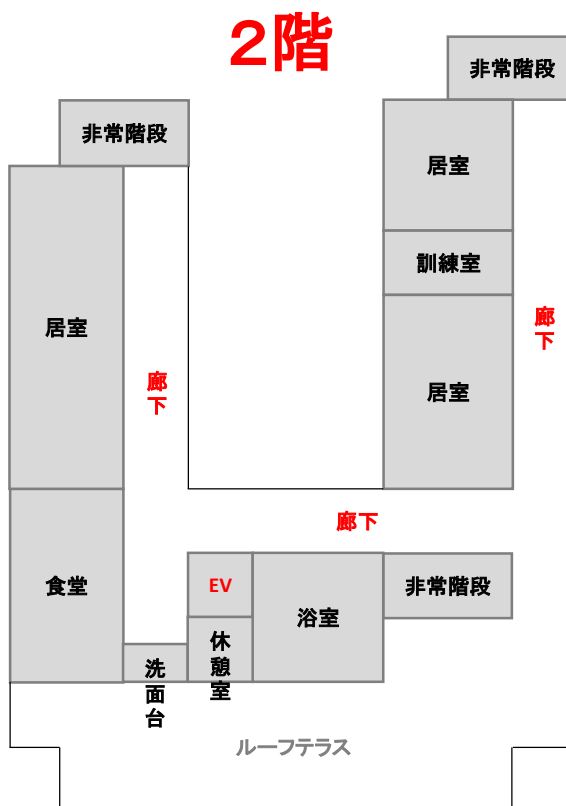 2階
非常階段
非常階段
居室
訓練室
居室
廊下
居室
廊下
廊下
食堂
EV
浴室
非常階段
休憩室
洗面台
ルーフテラス